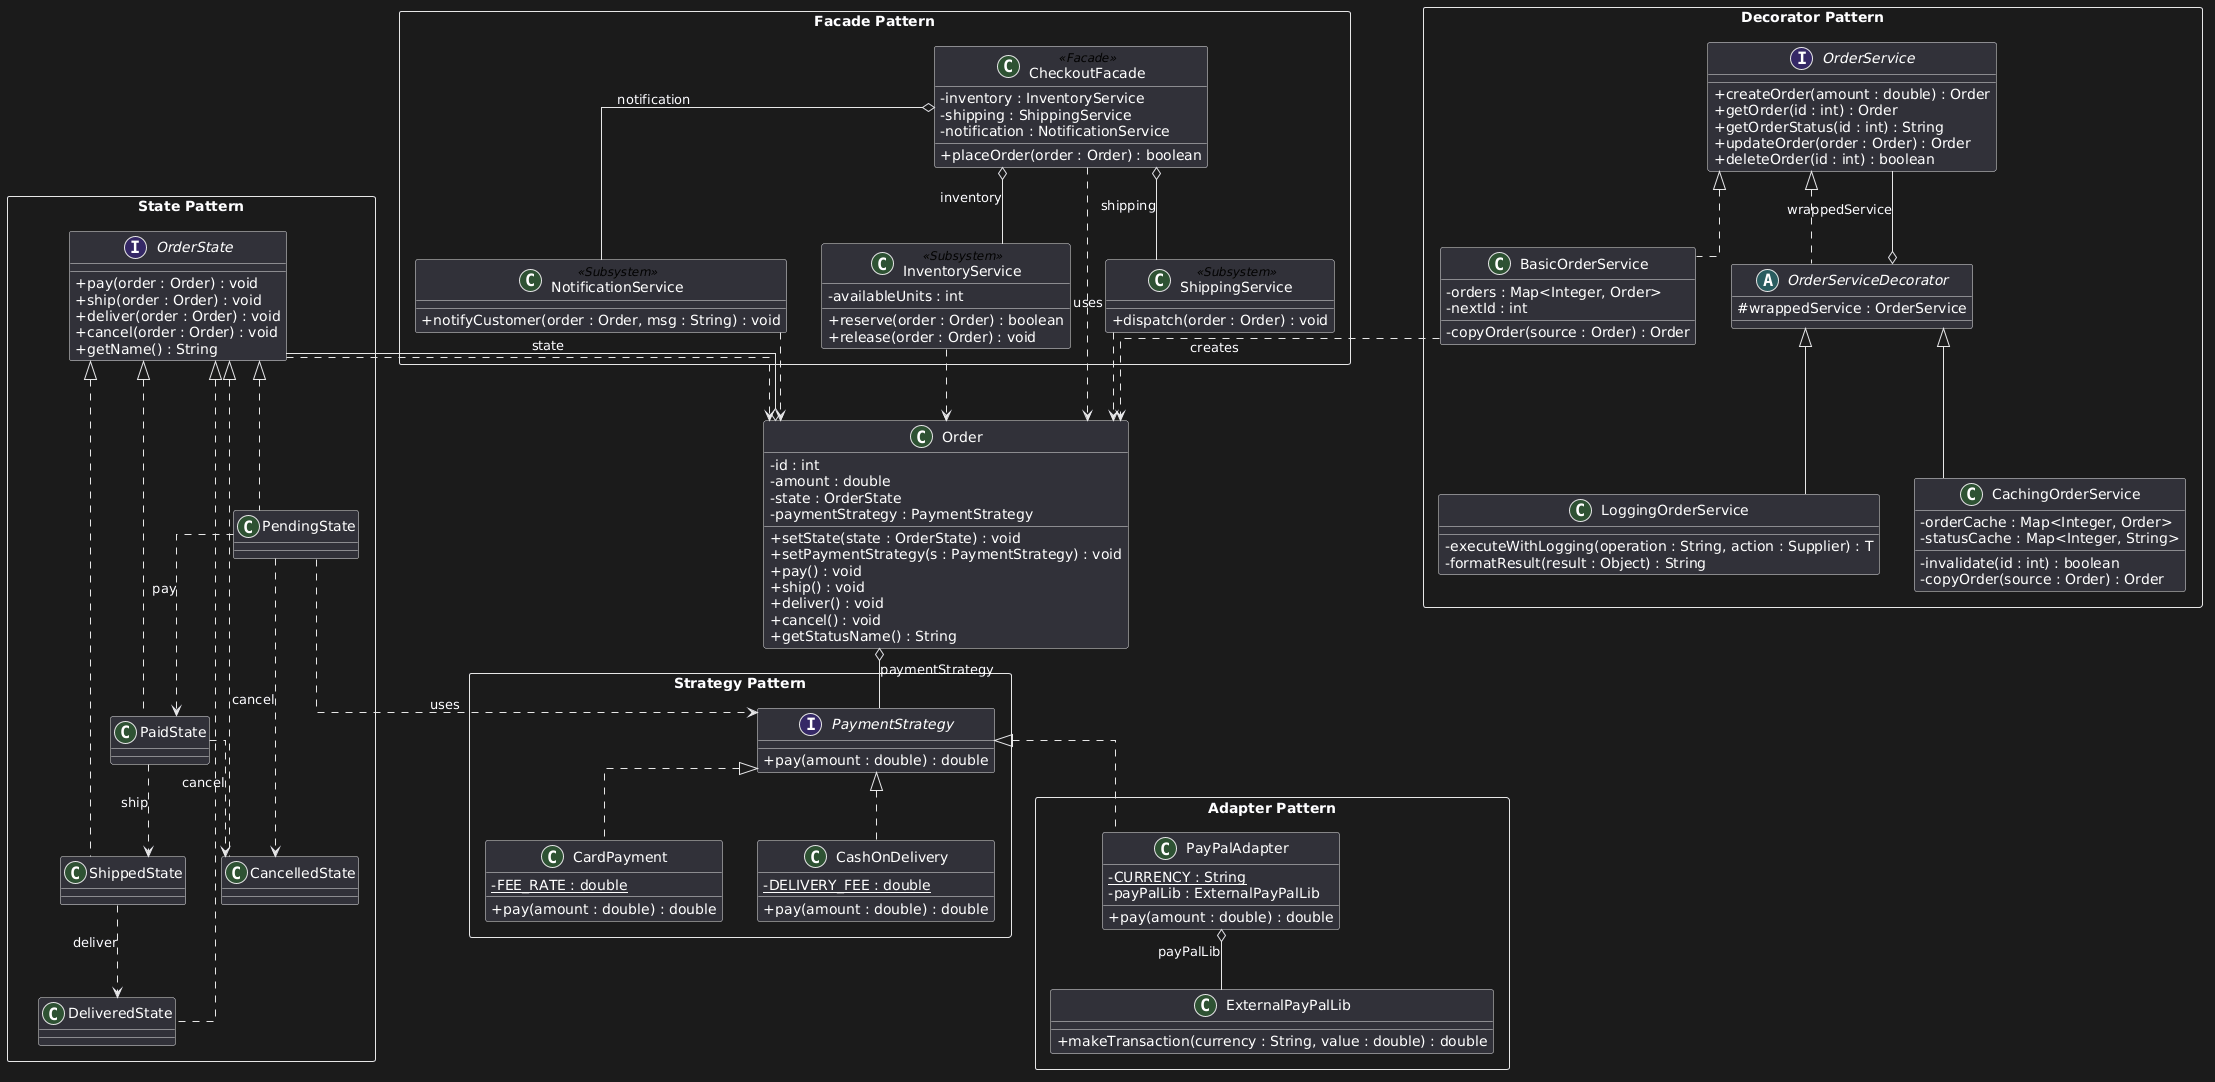 Facade Pattern
«Facade»
C CheckoutFacade
-inventory : InventoryService
-shipping : ShippingService
-notification : NotificationService
+placeOrder(order : Order) : boolean
notification
inventory
shipping
uses
«Subsystem»
C NotificationService
+notifyCustomer(order : Order, msg : String) : void
«Subsystem»
C InventoryService
-availableUnits : int
+reserve(order : Order) : boolean
+release(order : Order) : void
«Subsystem»
C ShippingService
+dispatch(order : Order) : void
Decorator Pattern
I OrderService
+createOrder(amount : double) : Order
+getOrder(id : int) : Order
+getOrderStatus(id : int) : String
+updateOrder(order : Order) : Order
+deleteOrder(id : int) : boolean
wrappedService
C BasicOrderService
-orders : Map<Integer, Order>
-nextId : int
-copyOrder(source : Order) : Order
A OrderServiceDecorator
#wrappedService : OrderService
creates
C LoggingOrderService
-executeWithLogging(operation : String, action : Supplier) : T
-formatResult(result : Object) : String
C CachingOrderService
-orderCache : Map<Integer, Order>
-statusCache : Map<Integer, String>
-invalidate(id : int) : boolean
-copyOrder(source : Order) : Order
State Pattern
I OrderState
+pay(order : Order) : void
+ship(order : Order) : void
+deliver(order : Order) : void
+cancel(order : Order) : void
+getName() : String
state
C PendingState
pay
cancel
uses
C PaidState
cancel
ship
C ShippedState
C CancelledState
deliver
C DeliveredState
C Order
-id : int
-amount : double
-state : OrderState
-paymentStrategy : PaymentStrategy
+setState(state : OrderState) : void
+setPaymentStrategy(s : PaymentStrategy) : void
+pay() : void
+ship() : void
+deliver() : void
+cancel() : void
+getStatusName() : String
paymentStrategy
Strategy Pattern
I PaymentStrategy
+pay(amount : double) : double
C CardPayment
-FEE_RATE : double
+pay(amount : double) : double
C CashOnDelivery
-DELIVERY_FEE : double
+pay(amount : double) : double
Adapter Pattern
C PayPalAdapter
-CURRENCY : String
-payPalLib : ExternalPayPalLib
+pay(amount : double) : double
payPalLib
C ExternalPayPalLib
+makeTransaction(currency : String, value : double) : double